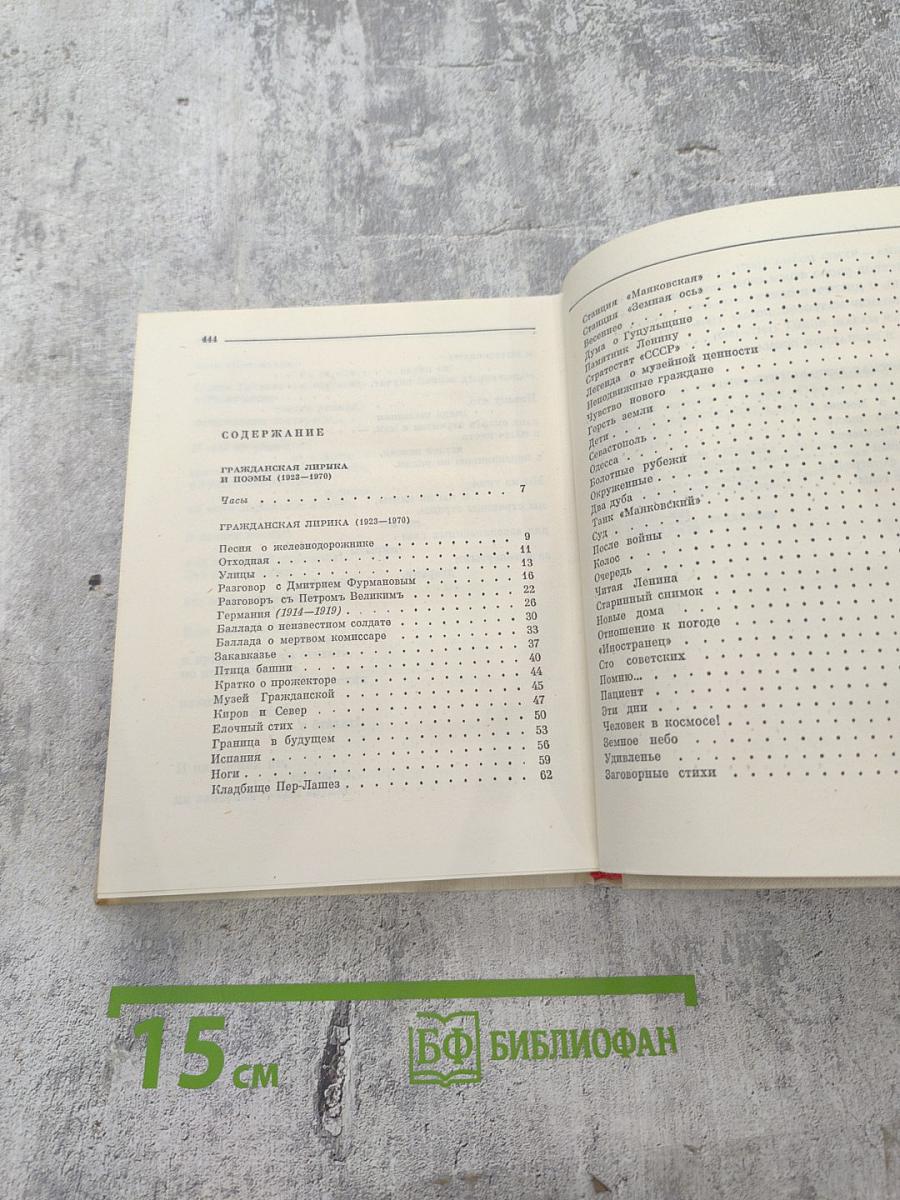 444
СОДЕРЖАНИЕ
ГРАЖДАНСКАЯ ЛИРИКА
И ПОЭМЫ (1923—1970)
Часы . . . . . . . . . . . . . . . . 7
ГРАЖДАНСКАЯ ЛИРИКА (1923—1970)
Песня о железнодорожнике . . . . . . . . 9
Отходная . . . . . . . . . . . . . . 11
Улицы . . . . . . . . . . . . . . . 13
Разговор с Дмитрием Фурмановым . . . . . . 16
Разговоръ съ Петромъ Великимъ . . . . . . 22
Германия (1914—1919) . . . . . . . . . . 26
Баллада о неизвестном солдате . . . . . . . 30
Баллада о мертвом комиссаре . . . . . . . 33
Закавказье . . . . . . . . . . . . . 37
Птица башни . . . . . . . . . . . . . 40
Кратко о прожекторе . . . . . . . . . . 44
Музей Гражданской . . . . . . . . . . . 45
Киров и Север . . . . . . . . . . . . 47
Елочный стих . . . . . . . . . . . . . 50
Граница в будущем . . . . . . . . . . . 53
Испания . . . . . . . . . . . . . . 56
Ноги . . . . . . . . . . . . . . . . 59
Кладбище Пер-Лашез . . . . . . . . . . . 62
Станция «Маяковская» . . . . . . . .
Станция «Земная ось» . . . . . . . .
Весеннее . . . . . . . . . . . .
Дума о Гуцульщине . . . . . . . . .
Памятник Ленину . . . . . . . . .
Стратостат «СССР» . . . . . . . . .
Легенда о музейной ценности . . . . . .
Неподвижные граждане . . . . . . . .
Чувство нового . . . . . . . . . .
Горсть земли . . . . . . . . . . .
Дети . . . . . . . . . . . . . .
Севастополь . . . . . . . . . . .
Одесса . . . . . . . . . . . . .
Болотные рубежи . . . . . . . . . .
Окруженные . . . . . . . . . . .
Два дуба . . . . . . . . . . . .
Танк «Маяковский» . . . . . . . . .
Суд . . . . . . . . . . . . . .
После войны . . . . . . . . . . .
Колос . . . . . . . . . . . . .
Очередь . . . . . . . . . . . . .
Читая Ленина . . . . . . . . . . .
Старинный снимок . . . . . . . . .
Новые дома . . . . . . . . . . . .
Отношение к погоде . . . . . . . . .
«Иностранец» . . . . . . . . . . .
Сто советских . . . . . . . . . .
Помню... . . . . . . . . . . . .
Пациент . . . . . . . . . . . . .
Эти дни . . . . . . . . . . . . .
Человек в космосе! . . . . . . . . .
Земное небо . . . . . . . . . . .
Удивленье . . . . . . . . . . . .
Заговорные стихи . . . . . . . . .
15 см
БФ БИБЛИОФАН